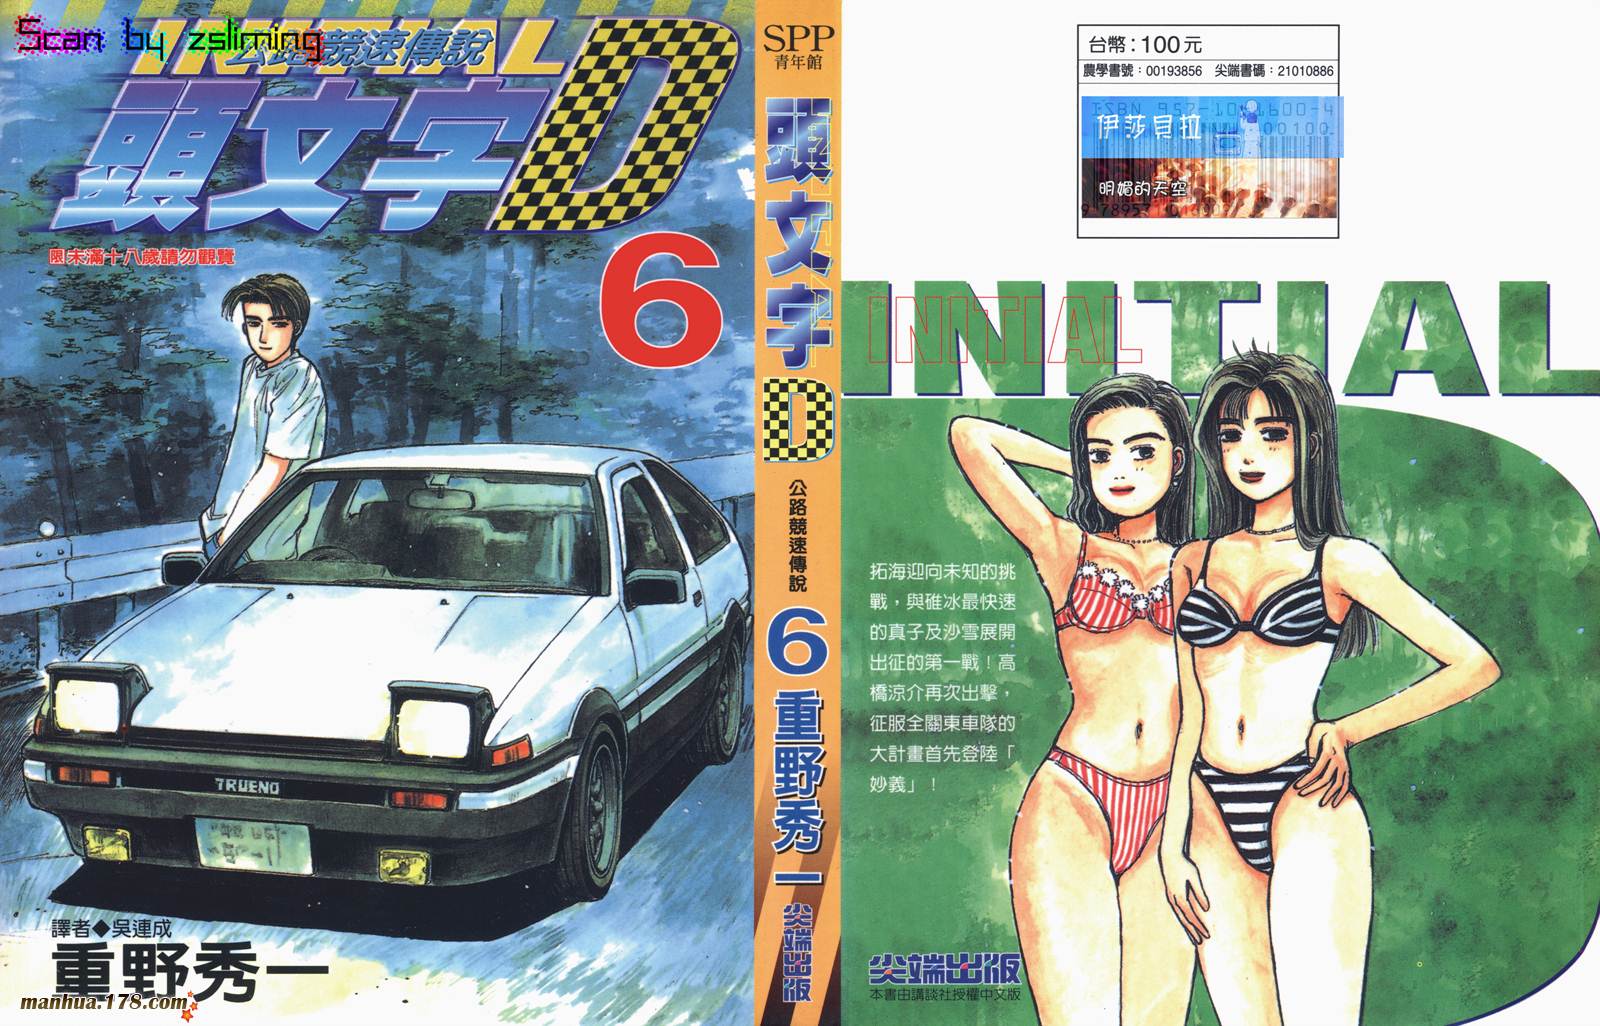 Scan by zsliming
INITIAL D
公路競速傳說
頭文字D
6
限未滿十八歲請勿觀覽
TRUENO
譯者◆吳連成
重野秀一
manhua.178.com
SPP
青年館
頭文字D
公路競速傳說
6
重野秀一
尖端出版
台幣：100元
農學書號：00193856 尖端書碼：21010886
伊莎貝拉
明媚的天空
INITIAL
INITIAL
拓海迎向未知的挑
戰，與碓冰最快速
的真子及沙雪展開
出征的第一戰！高
橋涼介再次出擊，
征服全關東車隊的
大計畫首先登陸「
妙義」！
尖端出版
本書由講談社授權中文版